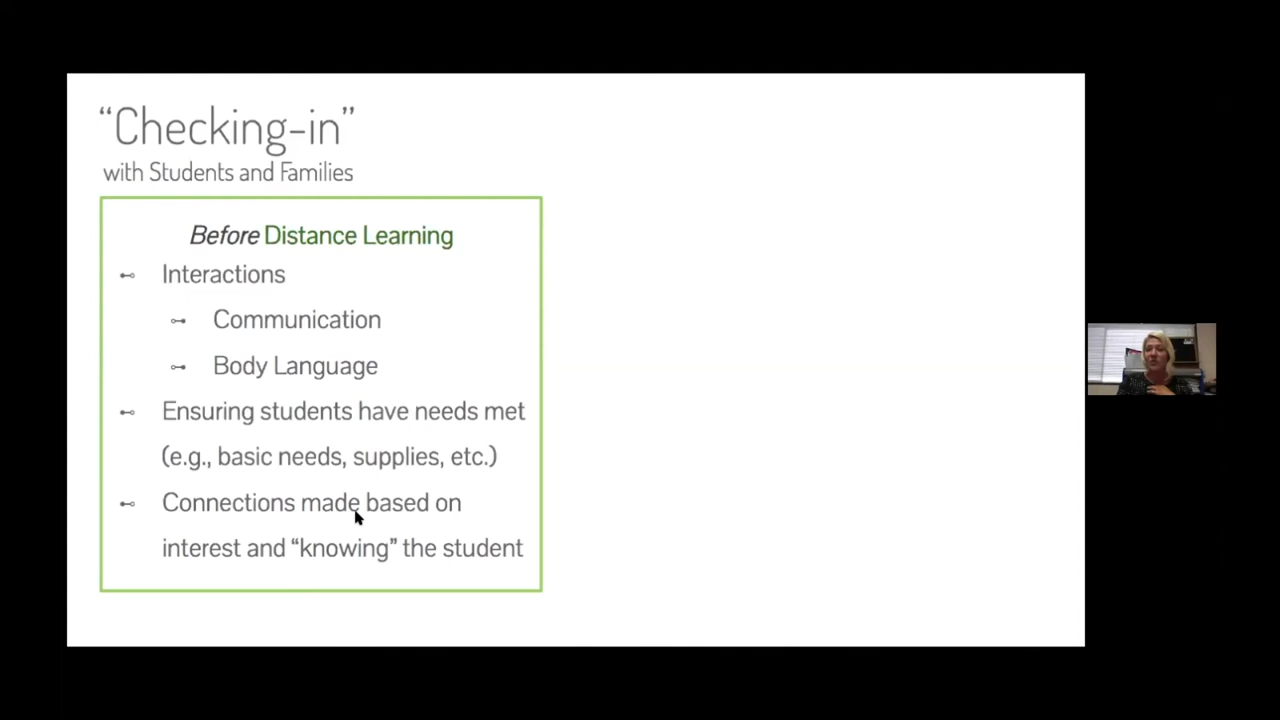 “Checking-in”
with Students and Families
Before Distance Learning
Interactions
Communication
Body Language
Ensuring students have needs met
(e.g., basic needs, supplies, etc.)
Connections made based on
interest and “knowing” the student